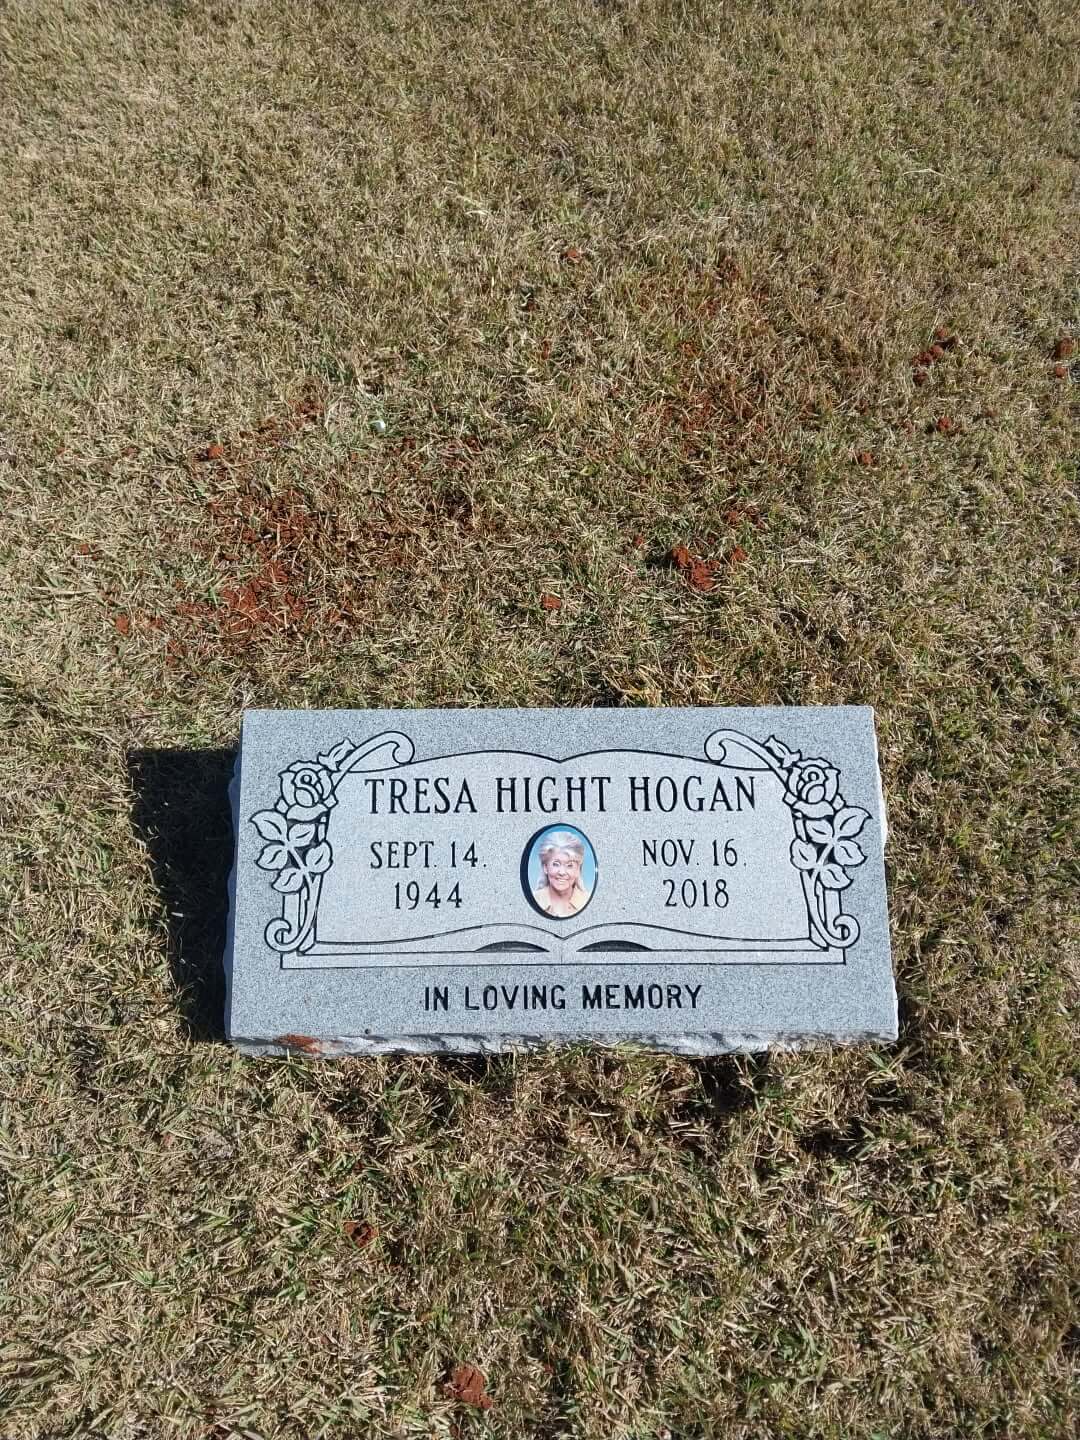 TRESA HIGHT HOGAN
SEPT. 14. NOV. 16.
1944 2018
IN LOVING MEMORY